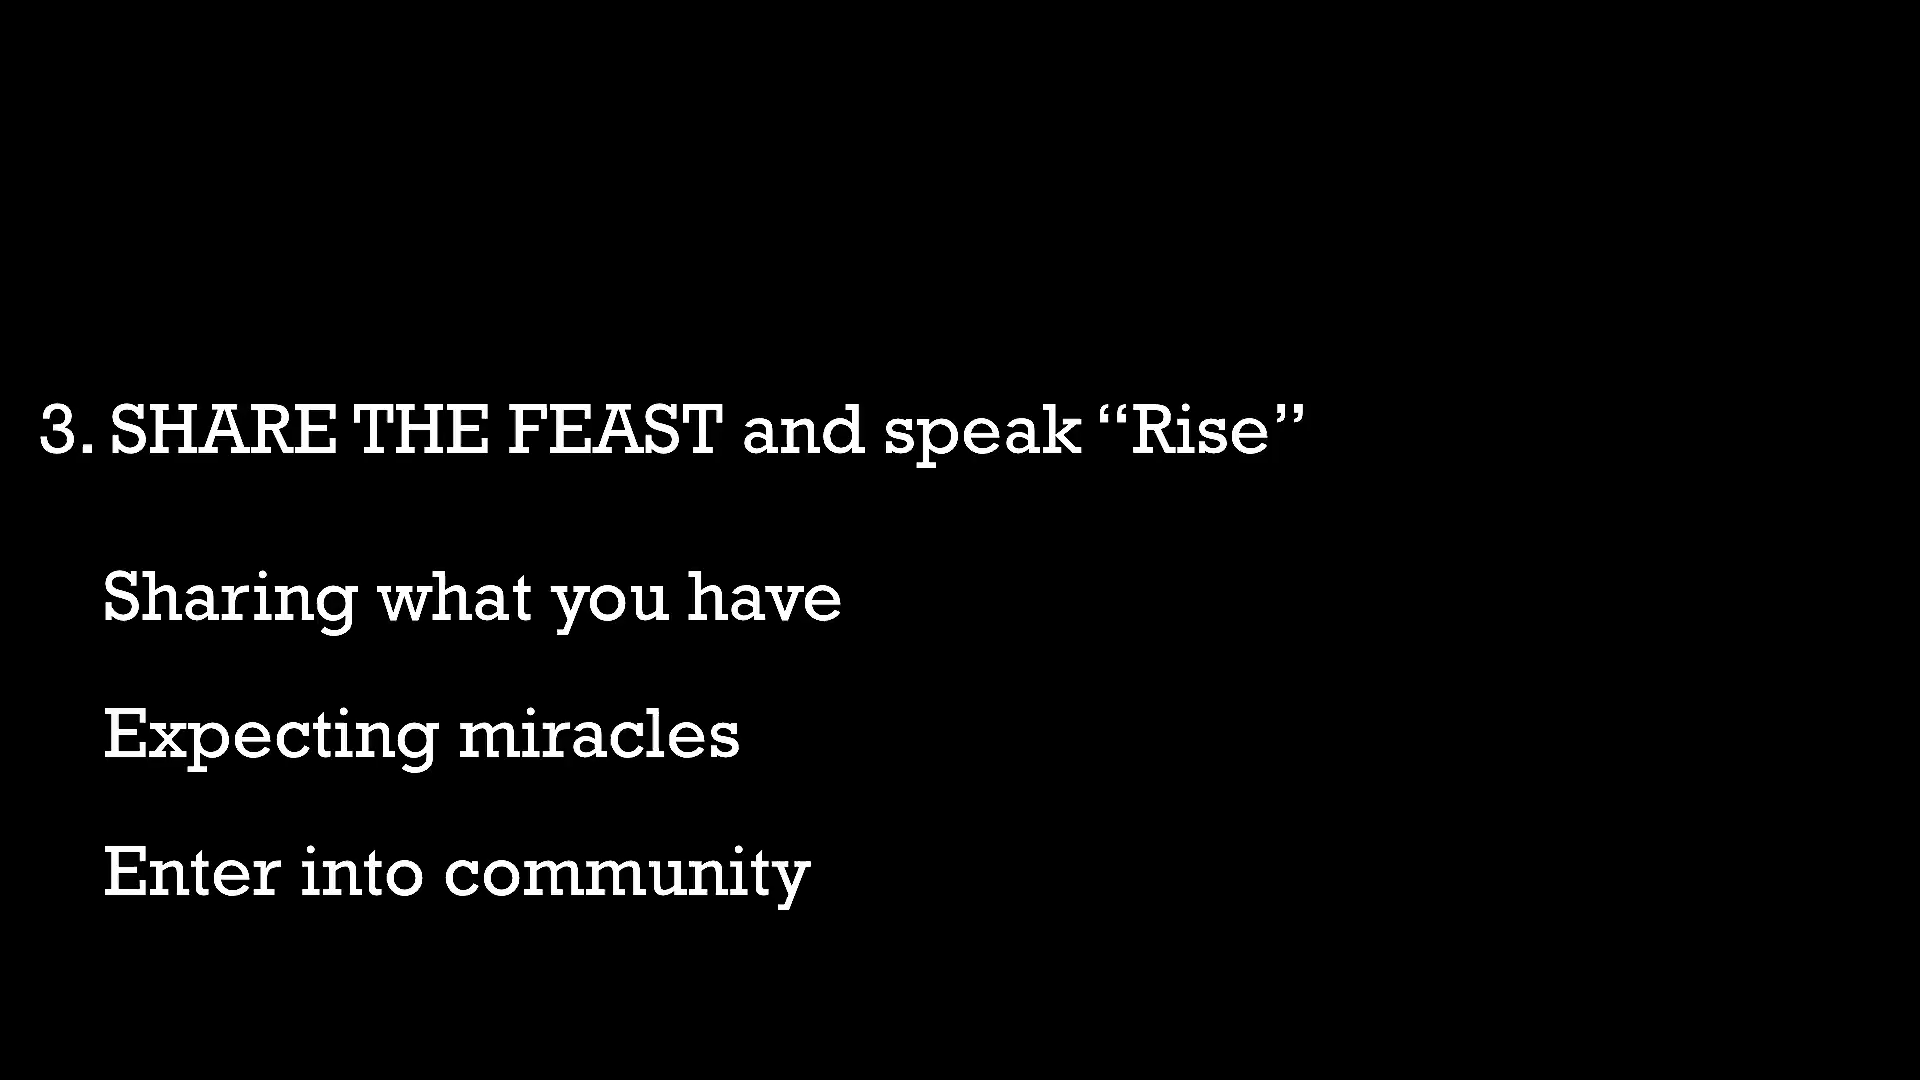 3. SHARE THE FEAST and speak “Rise”
Sharing what you have
Expecting miracles
Enter into community